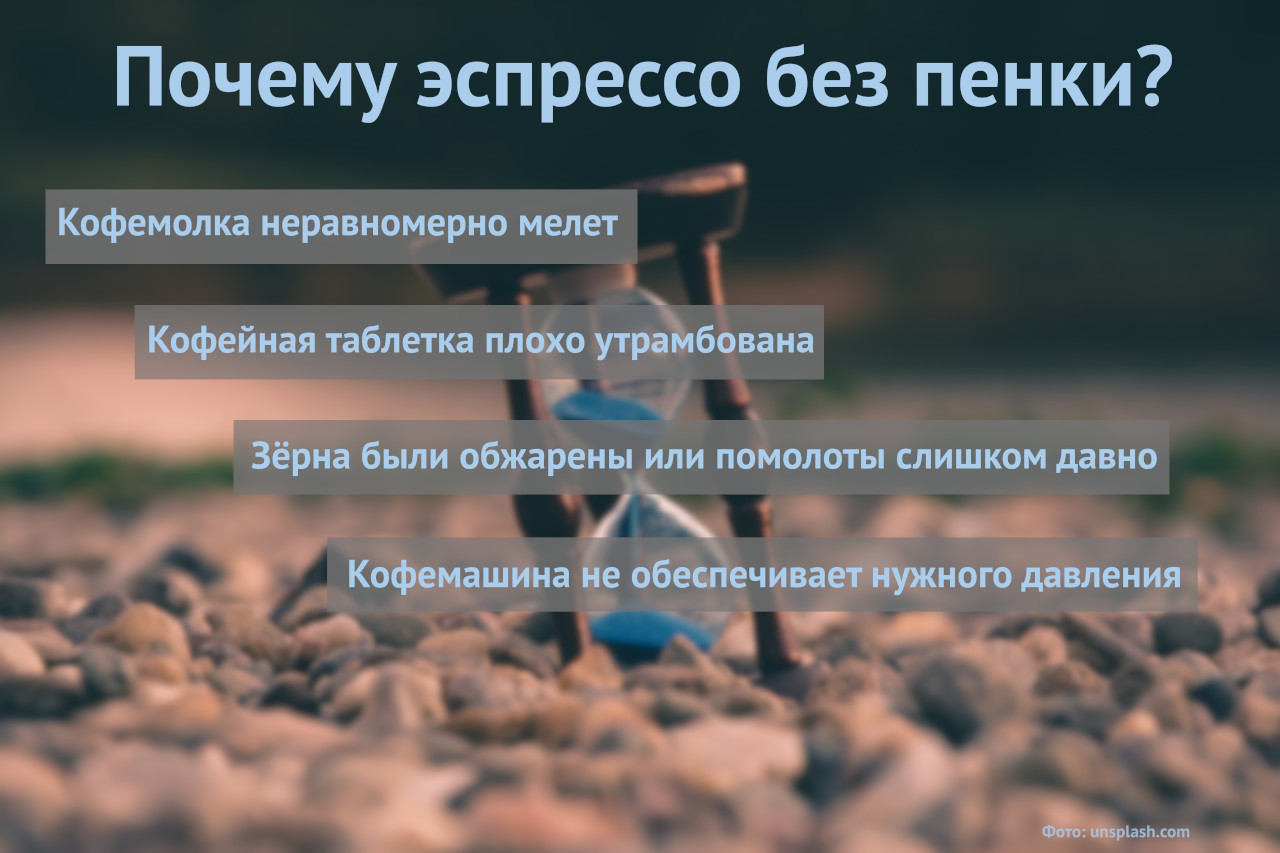 Почему эспрессо без пенки?
Кофемолка неравномерно мелет
Кофейная таблетка плохо утрамбована
Зёрна были обжарены или помолоты слишком давно
Кофемашина не обеспечивает нужного давления
Фото: unsplash.com